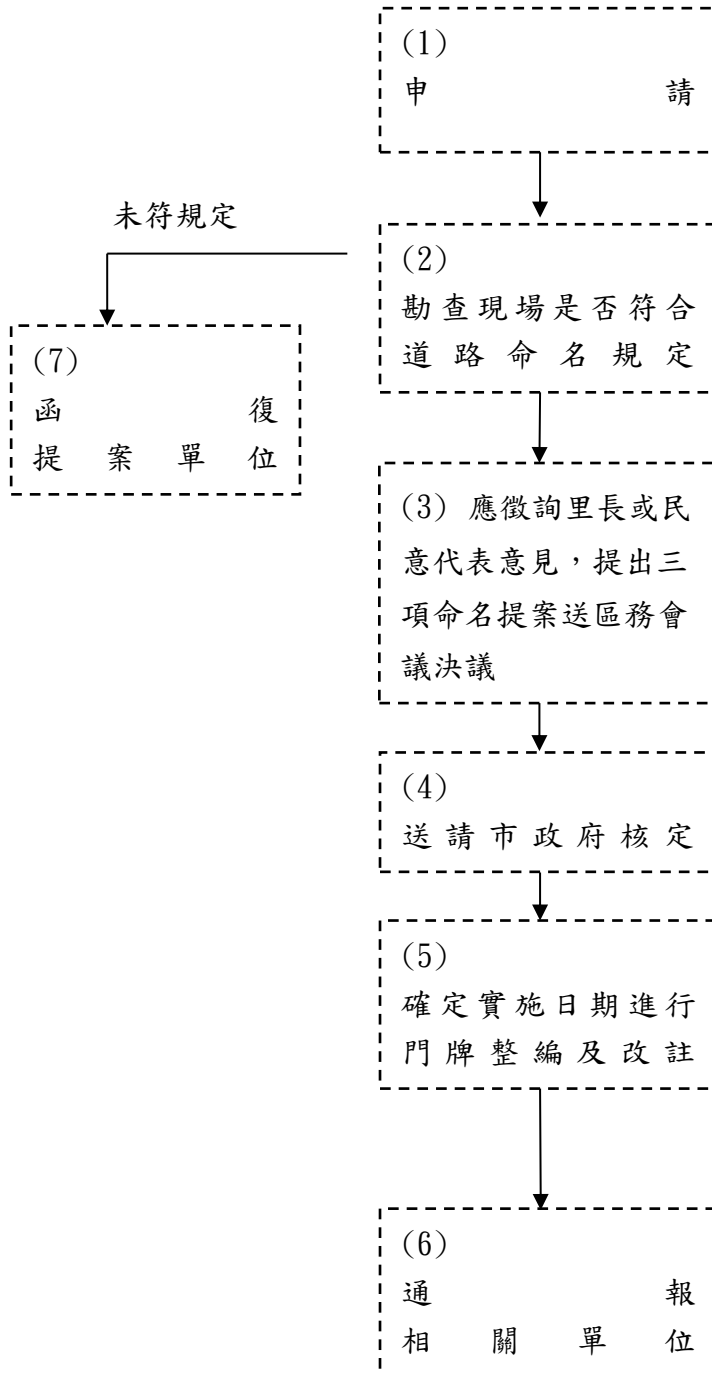 (1)
申請
未符規定
(2)
勘查現場是否符合
道路命名規定
(7)
函復
提案單位
(3) 應徵詢里長或民
意代表意見，提出三
項命名提案送區務會
議決議
(4)
送請市政府核定
(5)
確定實施日期進行
門牌整編及改註
(6)
通報
相關單位